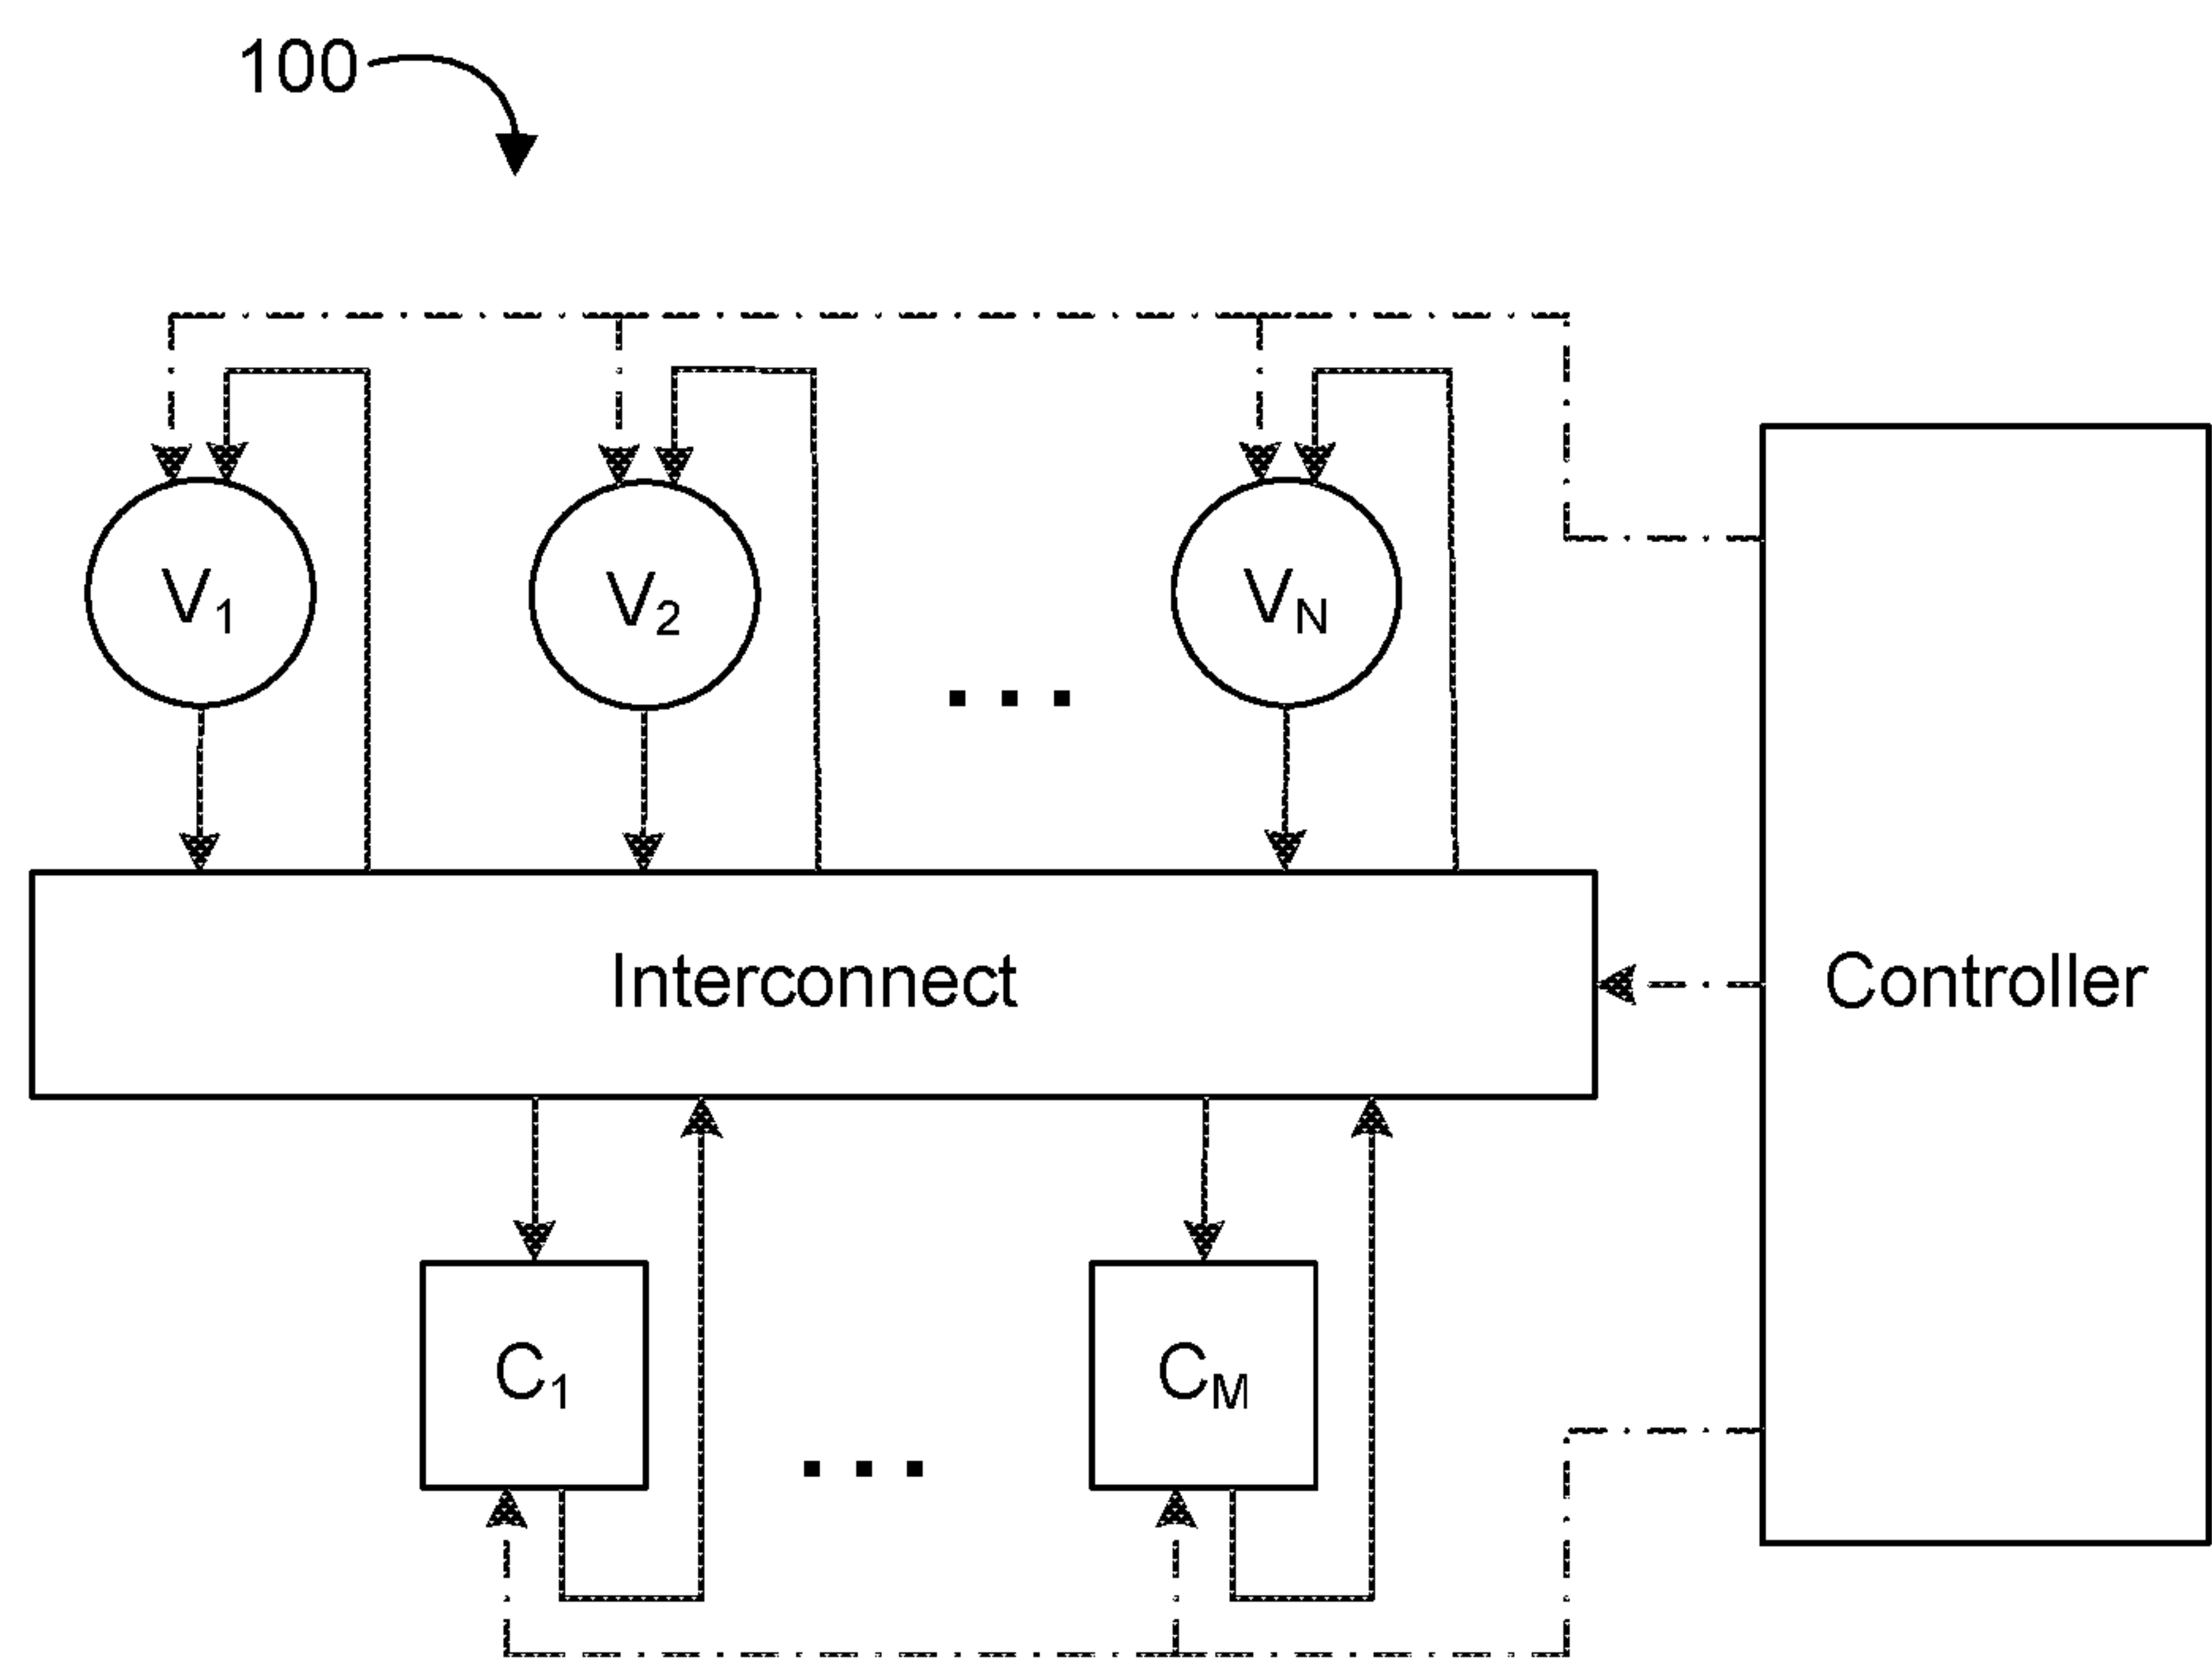 100
V1
V2
VN
Interconnect
Controller
C1
CM